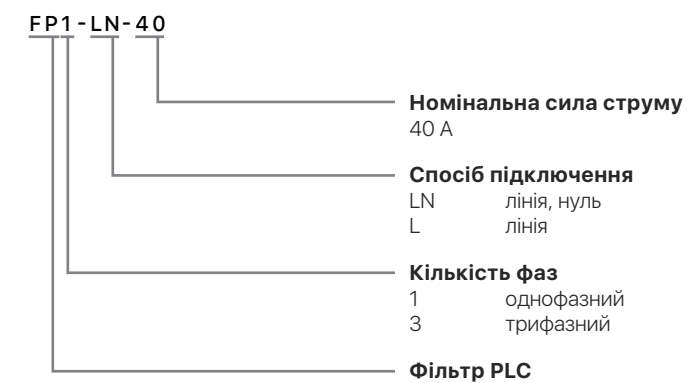 FP1-LN-40
Номінальна сила струму
40 А
Спосіб підключення
LN лінія, нуль
L лінія
Кількість фаз
1 однофазний
3 трифазний
Фільтр PLC